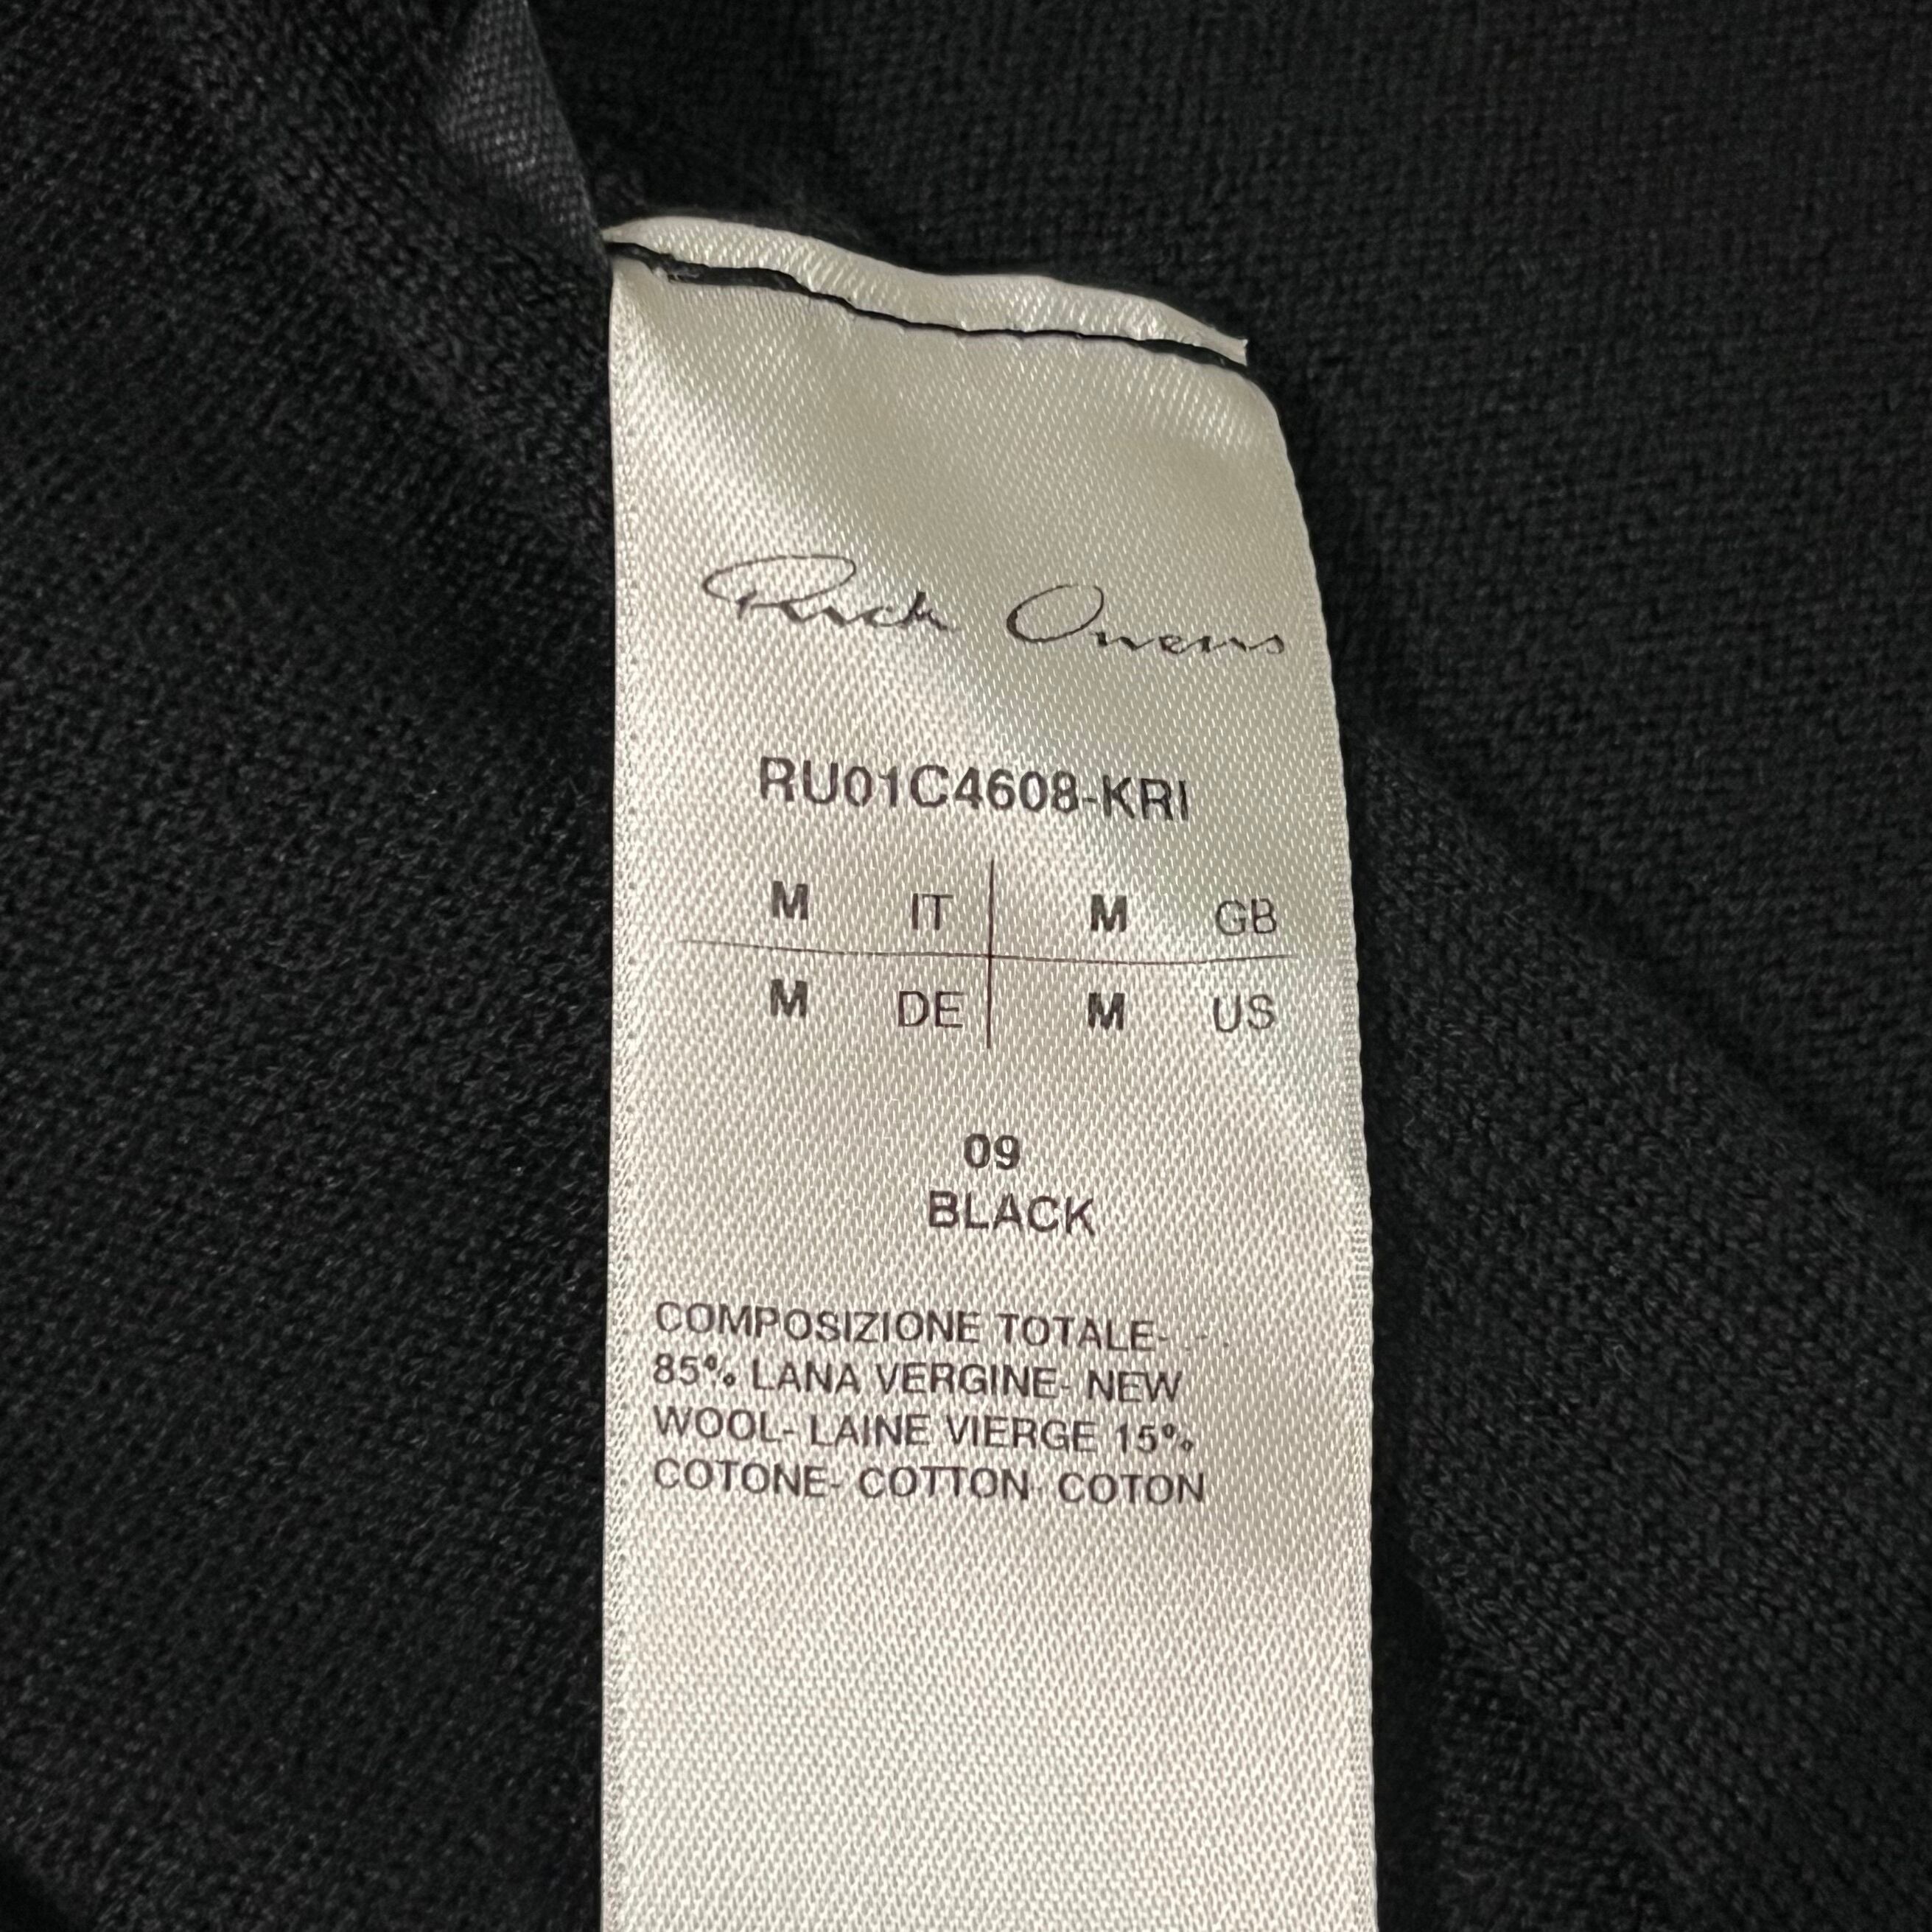 Rick Owens
RU01C4608-KRI
M IT M GB
M DE M US
09
BLACK
COMPOSIZIONE TOTALE-
85% LANA VERGINE- NEW
WOOL- LAINE VIERGE 15%
COTONE- COTTON- COTON